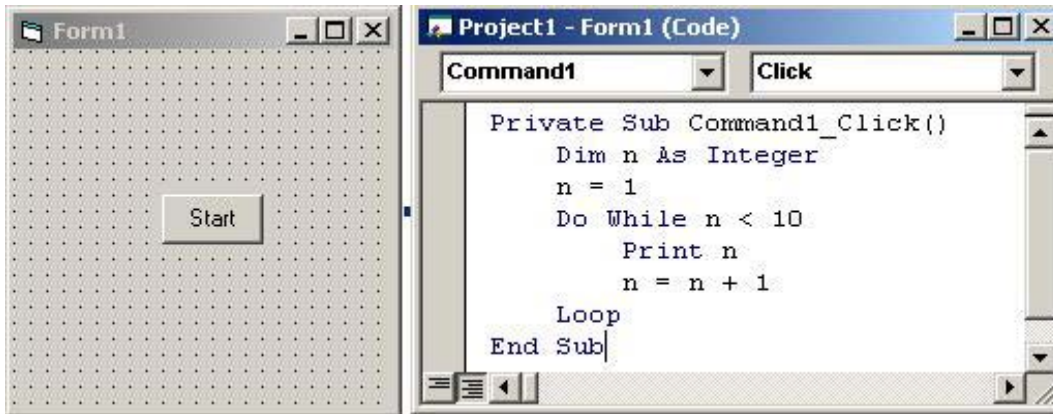 Form1
Start
Project1 - Form1 (Code)
Command1 Click
Private Sub Command1_Click()
Dim n As Integer
n = 1
Do While n < 10
Print n
n = n + 1
Loop
End Sub